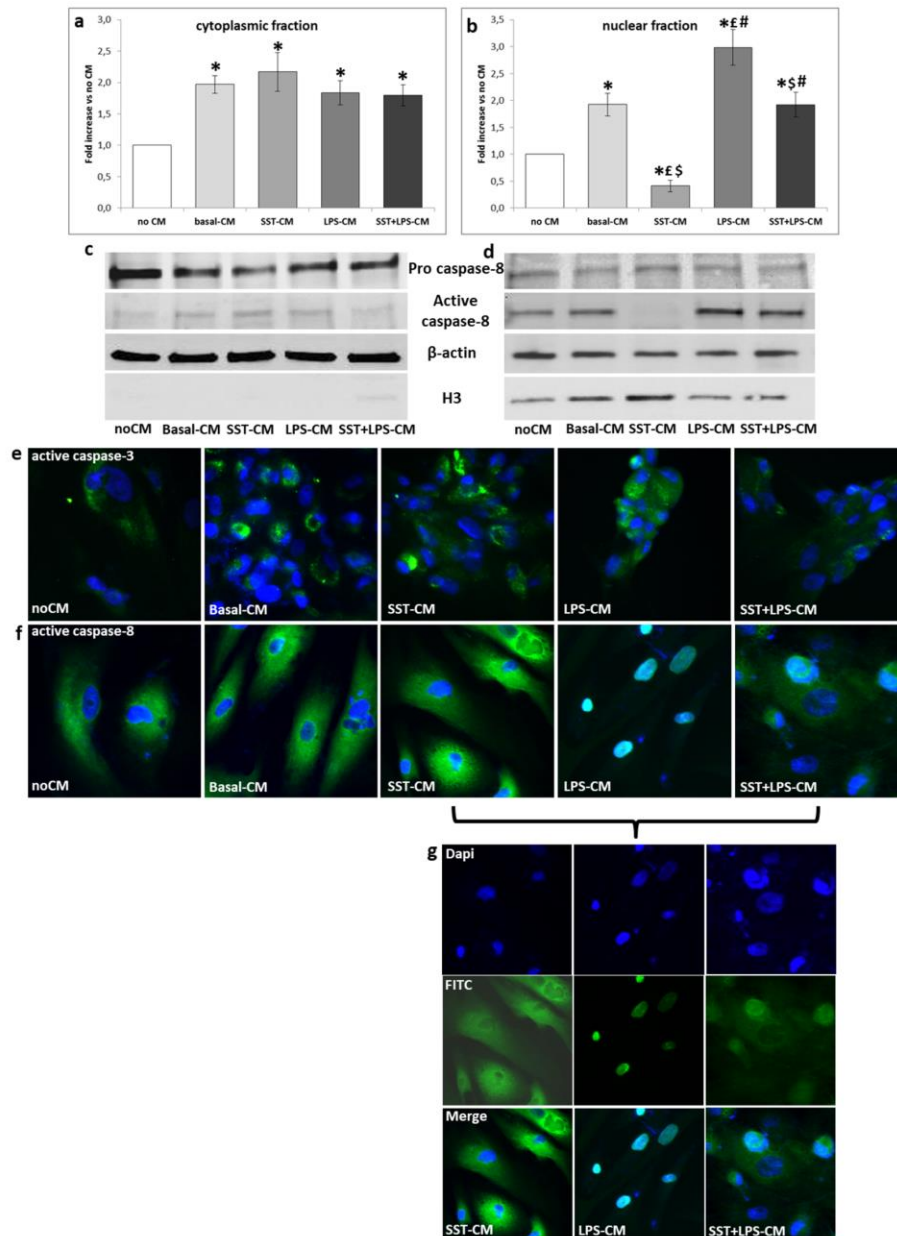 a
cytoplasmic fraction
Fold increase vs no CM
3,0
2,5
2,0
1,5
1,0
0,5
0,0
*
*
*
*
no CM
basal-CM
SST-CM
LPS-CM
SST+LPS-CM
b
nuclear fraction
Fold increase vs no CM
3,5
3,0
2,5
2,0
1,5
1,0
0,5
0,0
*
*£$
*£#
*$#
no CM
basal-CM
SST-CM
LPS-CM
SST+LPS-CM
c
d
Pro caspase-8
Active
caspase-8
β-actin
H3
noCM Basal-CM SST-CM LPS-CM SST+LPS-CM
noCM Basal-CM SST-CM LPS-CM SST+LPS-CM
e
active caspase-3
noCM
Basal-CM
SST-CM
LPS-CM
SST+LPS-CM
f
active caspase-8
noCM
Basal-CM
SST-CM
LPS-CM
SST+LPS-CM
g
Dapi
FITC
Merge
SST-CM
LPS-CM
SST+LPS-CM